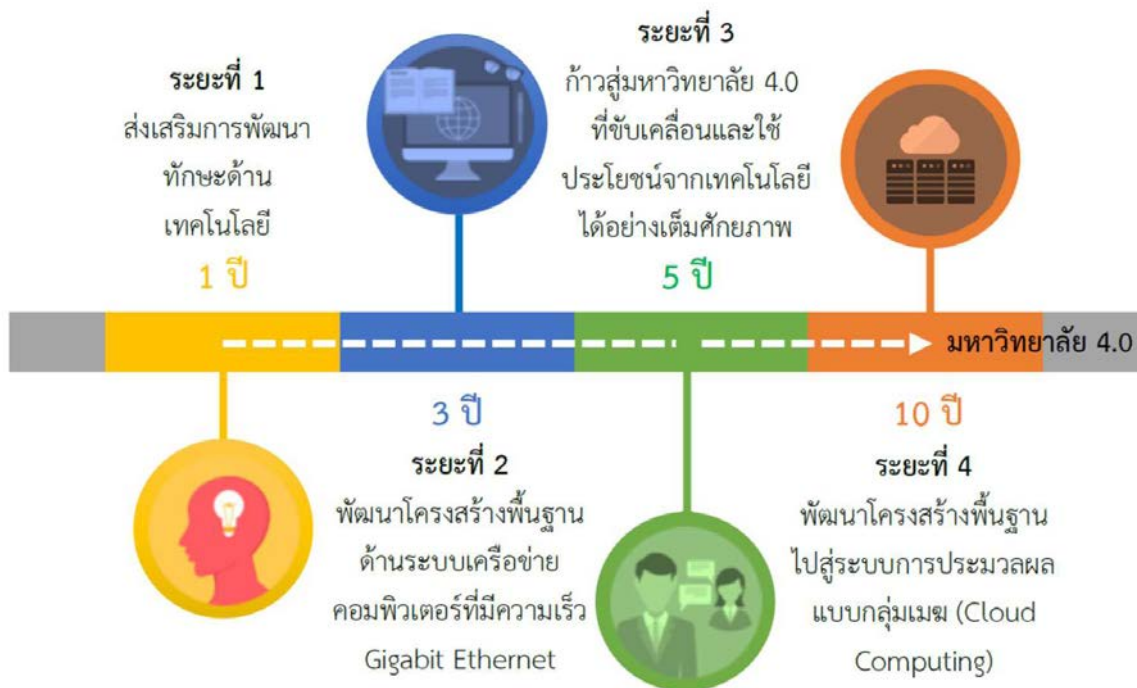 ระยะที่ 1
ส่งเสริมการพัฒนา
ทักษะด้าน
เทคโนโลยี
1 ปี
ระยะที่ 3
ก้าวสู่มหาวิทยาลัย 4.0
ที่ขับเคลื่อนและใช้
ประโยชน์จากเทคโนโลยี
ได้อย่างเต็มศักยภาพ
5 ปี
มหาวิทยาลัย 4.0
3 ปี
ระยะที่ 2
พัฒนาโครงสร้างพื้นฐาน
ด้านระบบเครือข่าย
คอมพิวเตอร์ที่มีความเร็ว
Gigabit Ethernet
10 ปี
ระยะที่ 4
พัฒนาโครงสร้างพื้นฐาน
ไปสู่ระบบการประมวลผล
แบบกลุ่มเมฆ (Cloud
Computing)